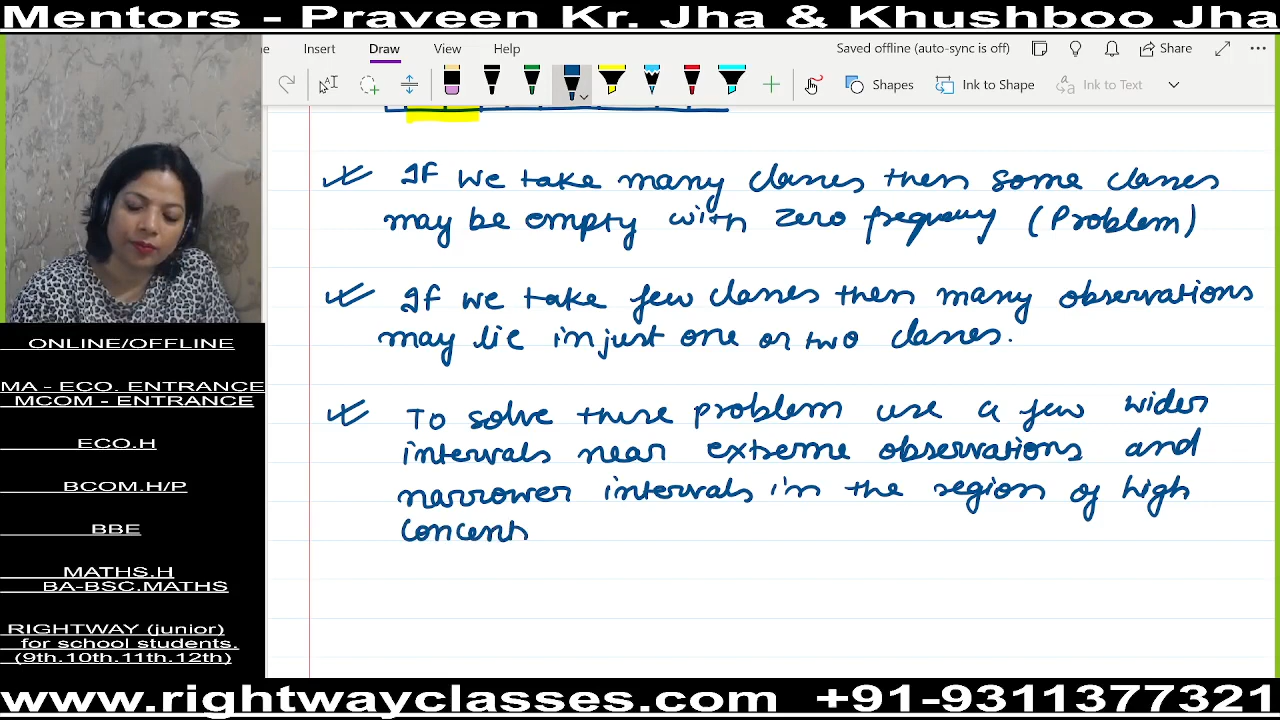 Mentors - Praveen Kr. Jha & Khushboo Jha
Insert Draw View Help Saved offline (auto-sync is off) Share
Shapes Ink to Shape Ink to Text
If we take many classes then some classes
may be empty with zero frequency (Problem)
If we take few classes then many observations
may lie in just one or two classes.
To solve these problem use a few wider
intervals near extreme observations and
narrower intervals in the region of high
concent
ONLINE/OFFLINE
MA - ECO. ENTRANCE
MCOM - ENTRANCE
ECO.H
BCOM.H/P
BBE
MATHS.H
BA-BSC.MATHS
RIGHTWAY (junior)
for school students.
(9th.10th.11th.12th)
www.rightwayclasses.com +91-9311377321